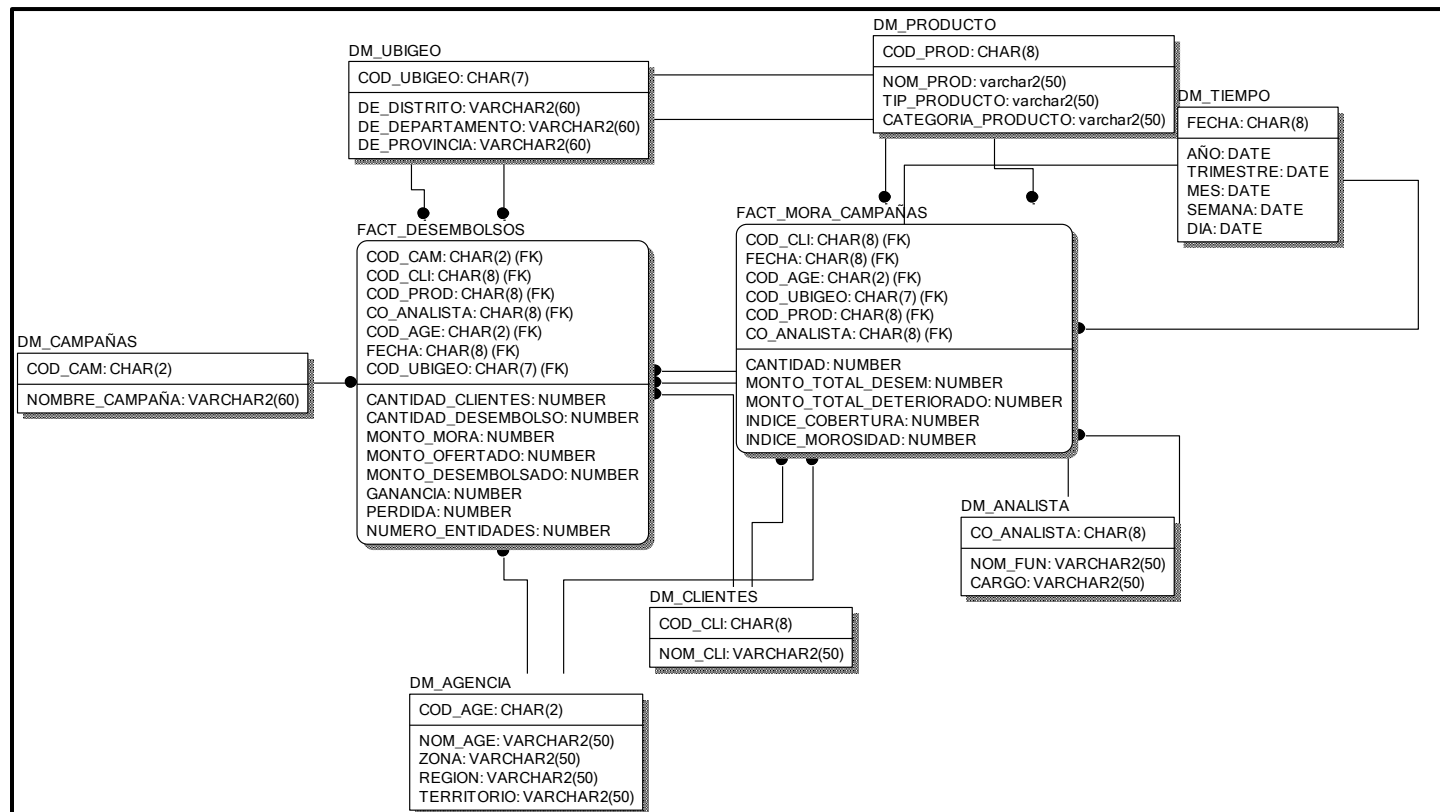 DM_PRODUCTO
COD_PROD: CHAR(8)
NOM_PROD: varchar2(50)
TIP_PRODUCTO: varchar2(50)
CATEGORIA_PRODUCTO: varchar2(50)
DM_UBIGEO
COD_UBIGEO: CHAR(7)
DE_DISTRITO: VARCHAR2(60)
DE_DEPARTAMENTO: VARCHAR2(60)
DE_PROVINCIA: VARCHAR2(60)
DM_TIEMPO
FECHA: CHAR(8)
AÑO: DATE
TRIMESTRE: DATE
MES: DATE
SEMANA: DATE
DIA: DATE
FACT_DESEMBOLSOS
COD_CAM: CHAR(2) (FK)
COD_CLI: CHAR(8) (FK)
COD_PROD: CHAR(8) (FK)
CO_ANALISTA: CHAR(8) (FK)
COD_AGE: CHAR(2) (FK)
FECHA: CHAR(8) (FK)
COD_UBIGEO: CHAR(7) (FK)
CANTIDAD_CLIENTES: NUMBER
CANTIDAD_DESEMBOLSO: NUMBER
MONTO_MORA: NUMBER
MONTO_OFERTADO: NUMBER
MONTO_DESEMBOLSADO: NUMBER
GANANCIA: NUMBER
PERDIDA: NUMBER
NUMERO_ENTIDADES: NUMBER
FACT_MORA_CAMPAÑAS
COD_CLI: CHAR(8) (FK)
FECHA: CHAR(8) (FK)
COD_AGE: CHAR(2) (FK)
COD_UBIGEO: CHAR(7) (FK)
COD_PROD: CHAR(8) (FK)
CO_ANALISTA: CHAR(8) (FK)
CANTIDAD: NUMBER
MONTO_TOTAL_DESEM: NUMBER
MONTO_TOTAL_DETERIORADO: NUMBER
INDICE_COBERTURA: NUMBER
INDICE_MOROSIDAD: NUMBER
DM_CAMPAÑAS
COD_CAM: CHAR(2)
NOMBRE_CAMPAÑA: VARCHAR2(60)
DM_ANALISTA
CO_ANALISTA: CHAR(8)
NOM_FUN: VARCHAR2(50)
CARGO: VARCHAR2(50)
DM_CLIENTES
COD_CLI: CHAR(8)
NOM_CLI: VARCHAR2(50)
DM_AGENCIA
COD_AGE: CHAR(2)
NOM_AGE: VARCHAR2(50)
ZONA: VARCHAR2(50)
REGION: VARCHAR2(50)
TERRITORIO: VARCHAR2(50)